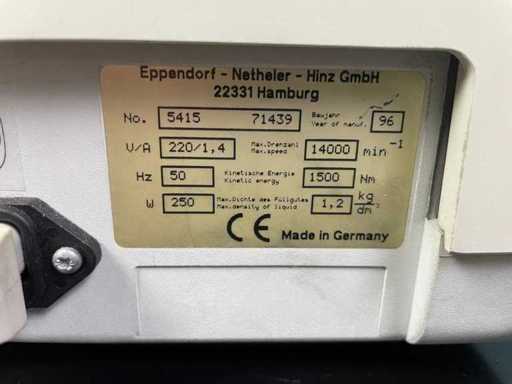 Eppendorf - Netheler - Hinz GmbH
22331 Hamburg
No. 5415 71439 Baujahr Year of manuf. 96
V/A 220/1,4 Max.Drehzahl Max.speed 14000 min⁻¹
Hz 50 Kinetische Energie Kinetic energy 1500 Nm
W 250 Max.Dichte des Füllgutes Max.density of liquid 1,2 kg/dm³
CE Made in Germany